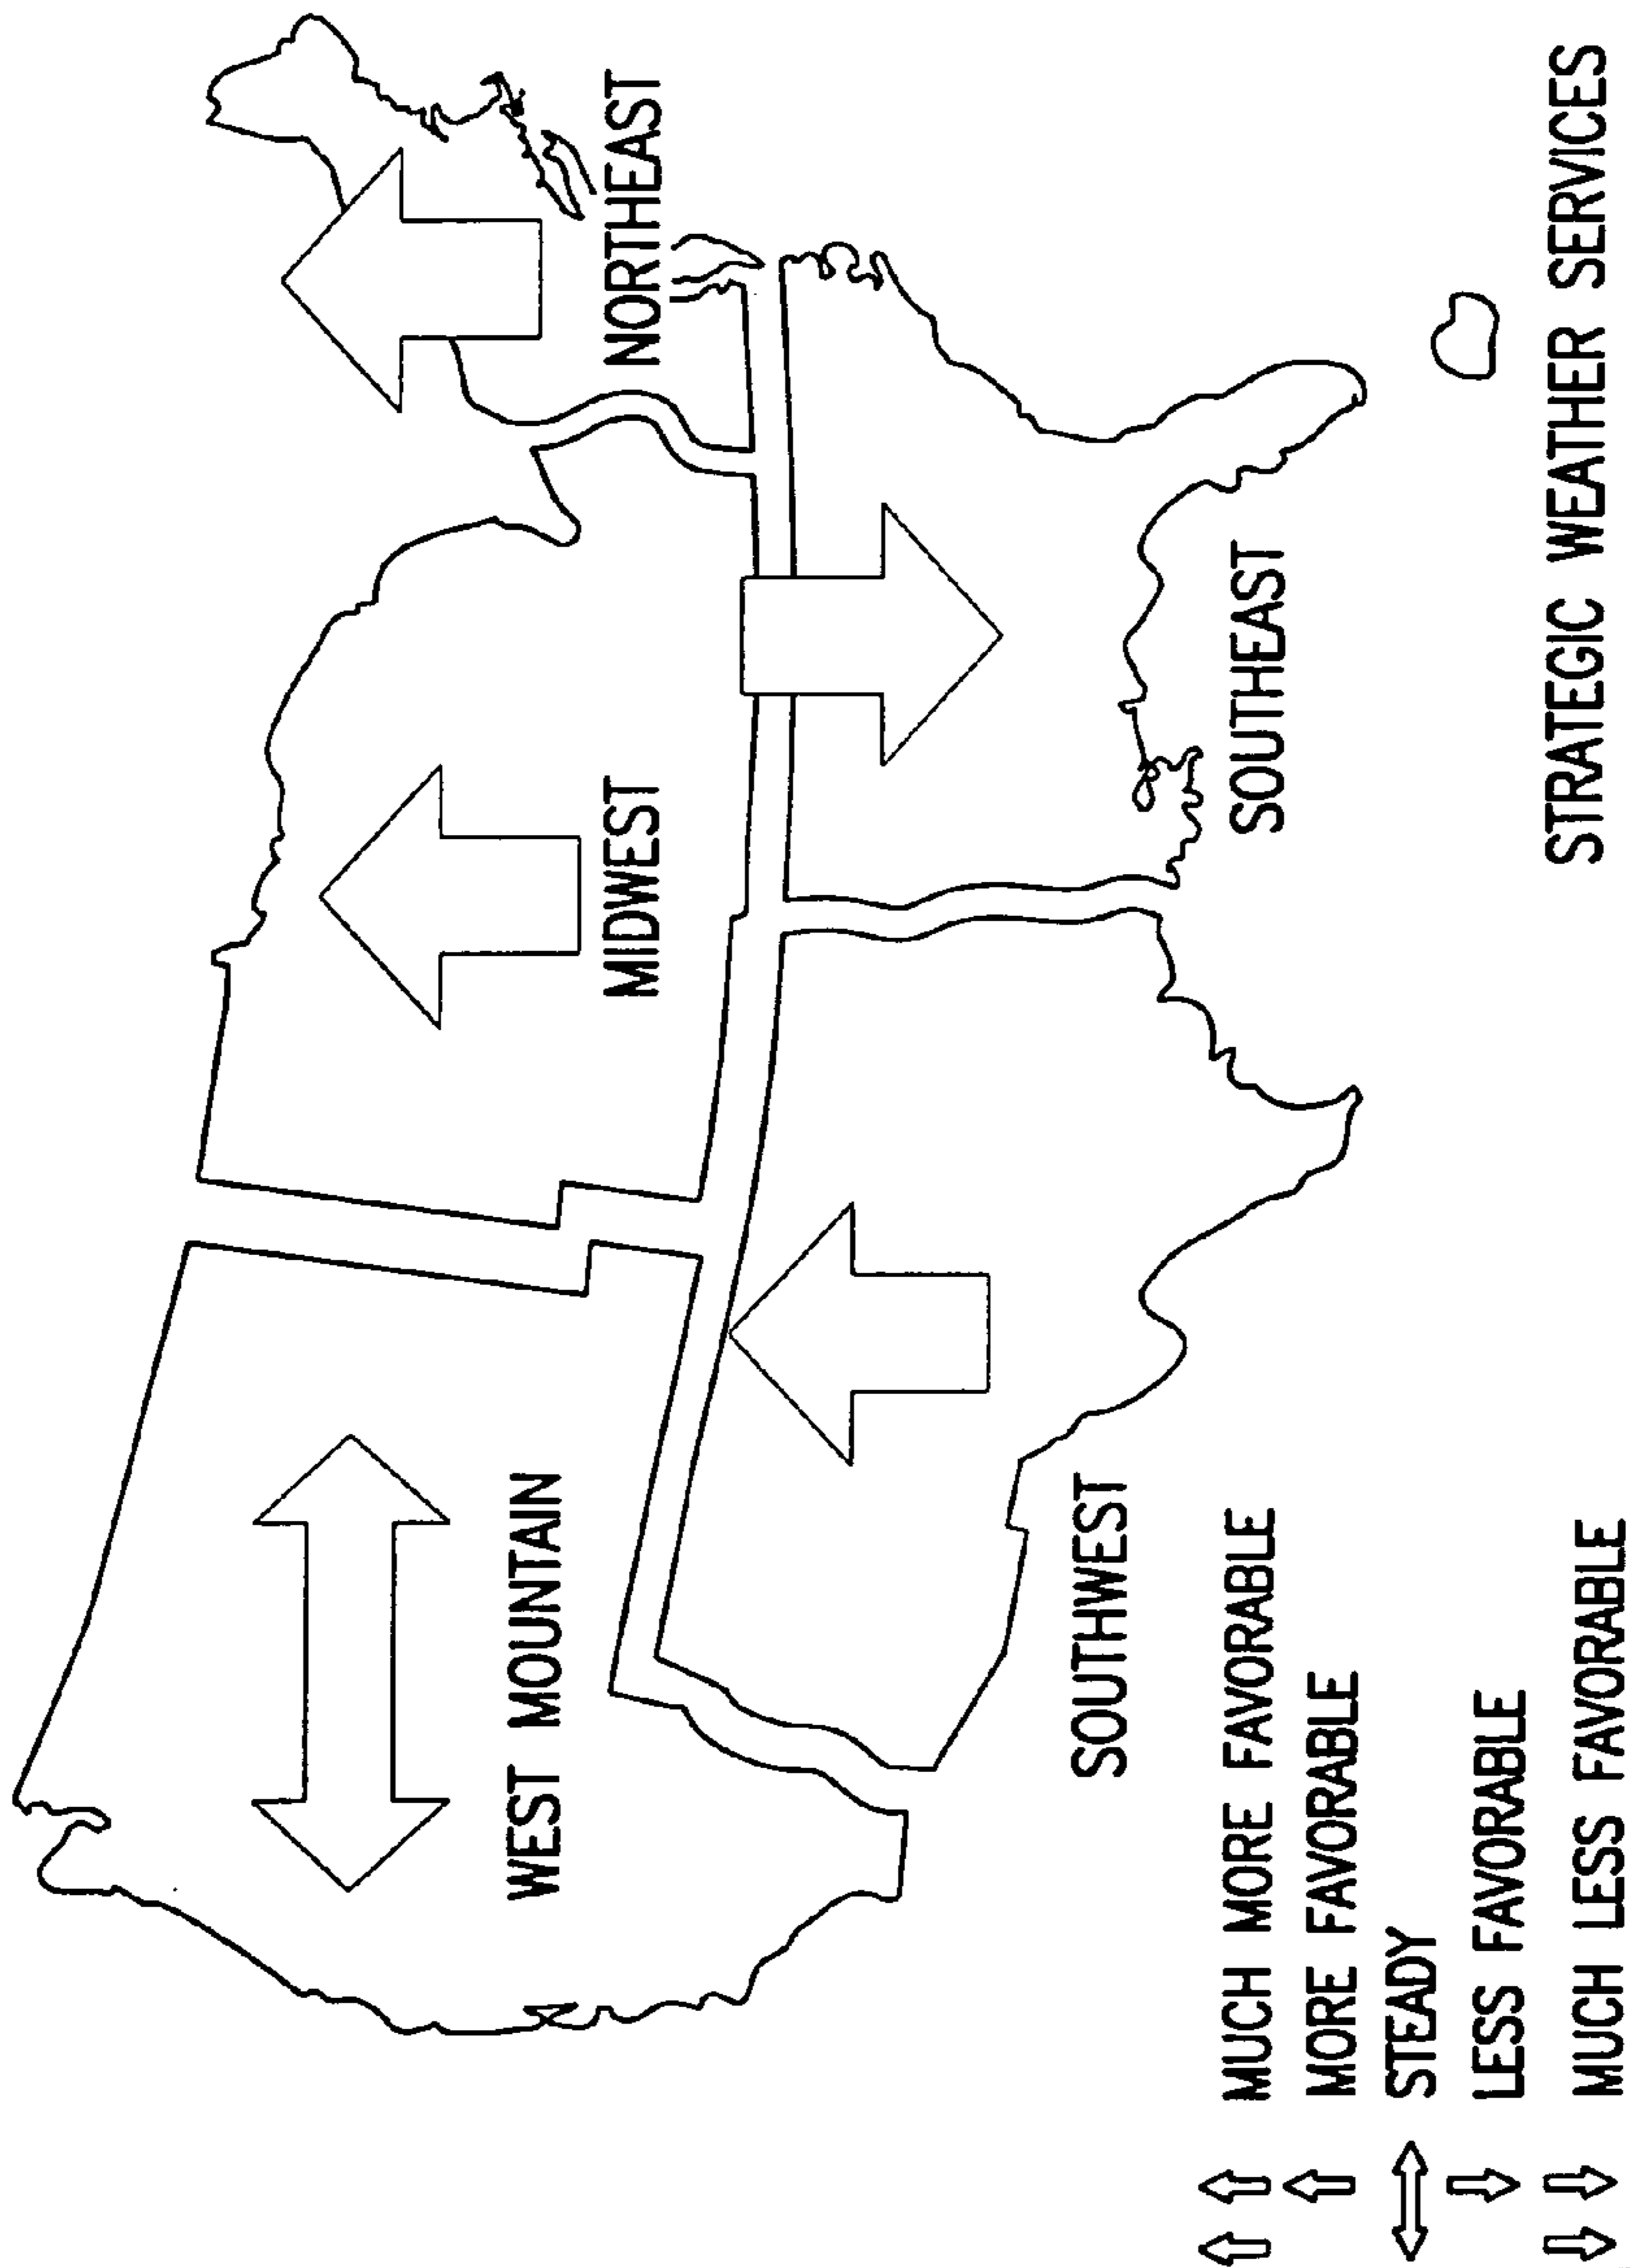 WEST MOUNTAIN
MIDWEST
NORTHEAST
SOUTHWEST
SOUTHEAST
MUCH MORE FAVORABLE
MORE FAVORABLE
STEADY
LESS FAVORABLE
MUCH LESS FAVORABLE
STRATEGIC WEATHER SERVICES